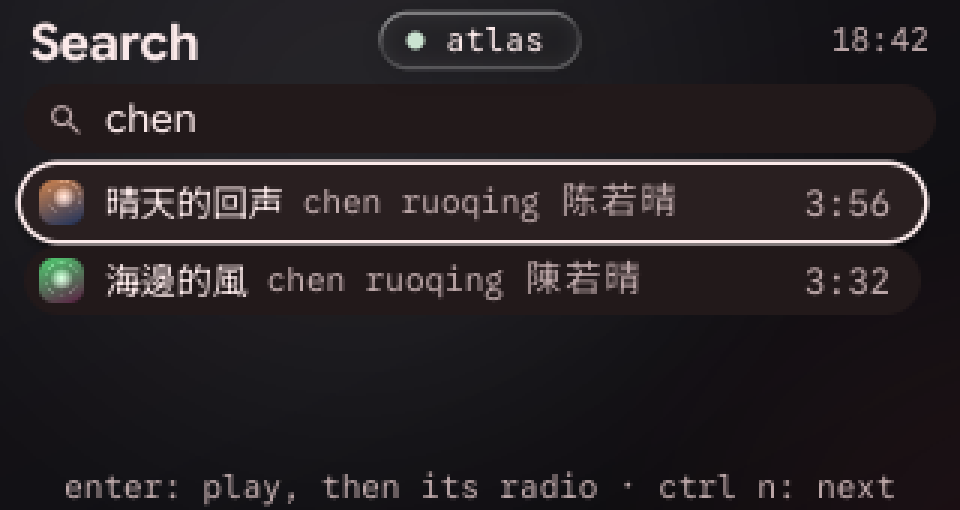 Search
atlas
18:42
chen
晴天的回声 chen ruoqing 陈若晴 3:56
海邊的風 chen ruoqing 陳若晴 3:32
enter: play, then its radio · ctrl n: next